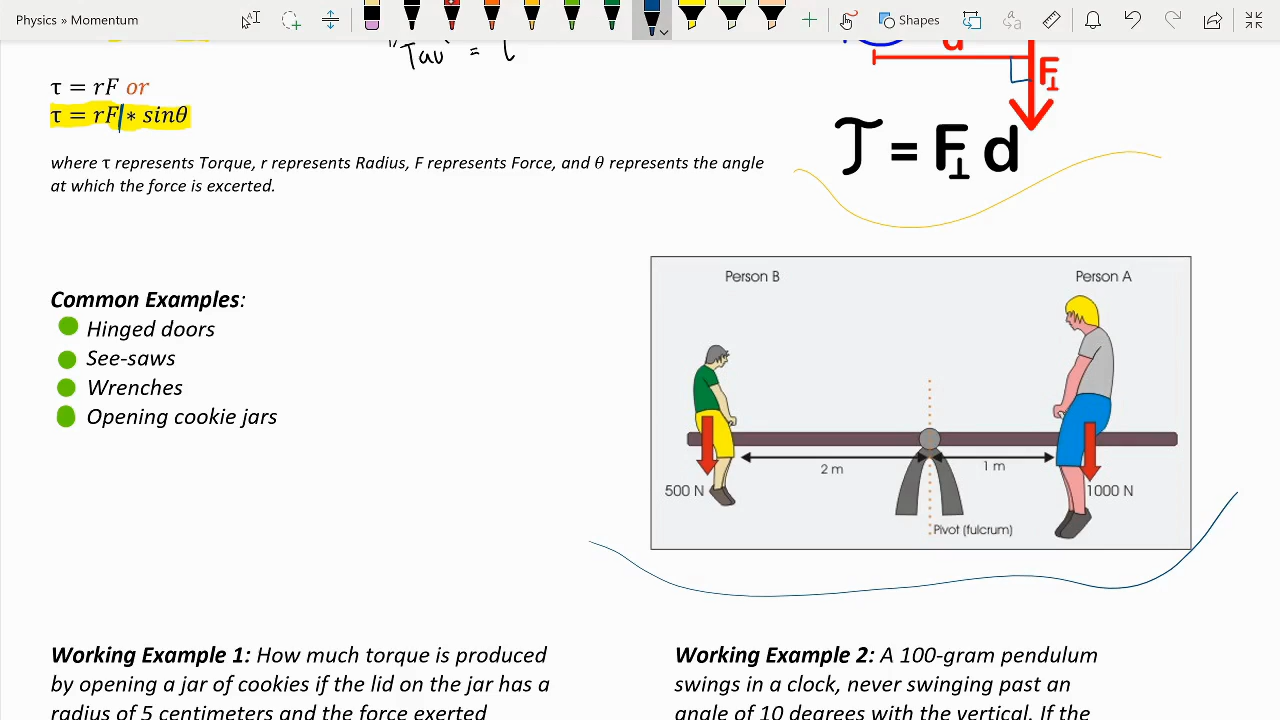 Physics » Momentum
Shapes
"Tau" = τ
d
F⊥
τ = rF or
τ = rF * sinθ
τ = F⊥ d
where τ represents Torque, r represents Radius, F represents Force, and θ represents the angle
at which the force is excerted.
Person B
Person A
Common Examples:
Hinged doors
See-saws
Wrenches
Opening cookie jars
2 m
1 m
500 N
1000 N
Pivot (fulcrum)
Working Example 1: How much torque is produced
by opening a jar of cookies if the lid on the jar has a
radius of 5 centimeters and the force exerted
Working Example 2: A 100-gram pendulum
swings in a clock, never swinging past an
angle of 10 degrees with the vertical. If the